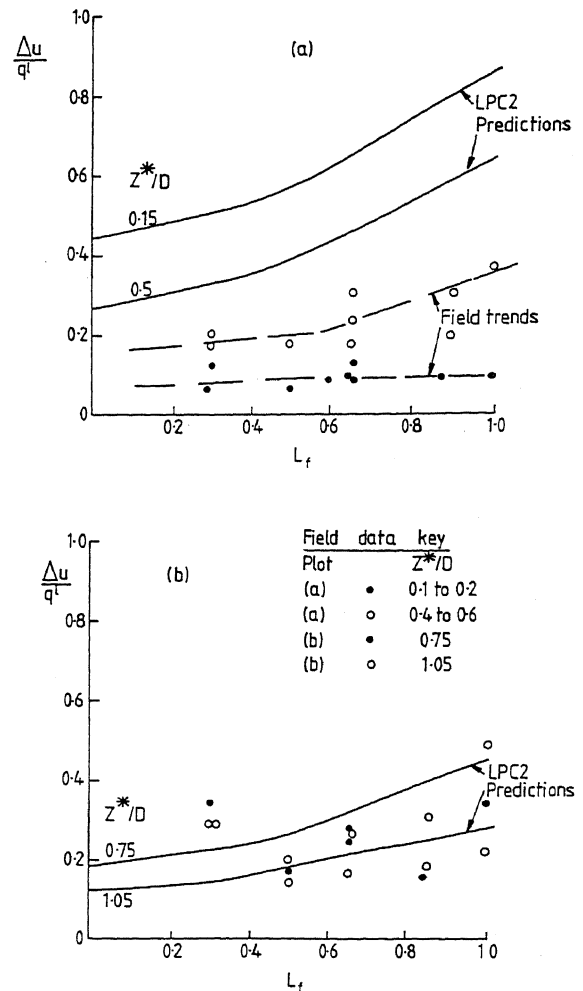 Δu
q'
1·0
(a)
0·8
LPC2
Predictions
0·6
Z*/D
0·15
0·4
0·5
0·2
Field trends
0
0·2
0·4
0·6
0·8
1·0
L_f
Δu
q'
1·0
(b)
Field data key
Plot Z*/D
(a) ● 0·1 to 0·2
(a) ○ 0·4 to 0·6
(b) ● 0·75
(b) ○ 1·05
0·8
0·6
0·4
LPC2
Predictions
Z*/D
0·75
0·2
1·05
0
0·2
0·4
0·6
0·8
1·0
L_f